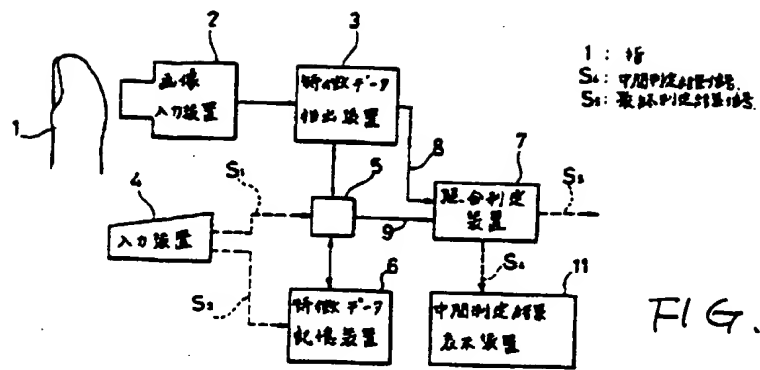 2
3
画像
入力装置
特徴データ
抽出装置
1：指
S₄：中間判定結果信号
S₅：最終判定結果信号
1
8
7
4
S₁
5
照合判定
装置
S₅
入力装置
9
S₂
6
S₄
11
特徴データ
記憶装置
中間判定結果
表示装置
FIG.